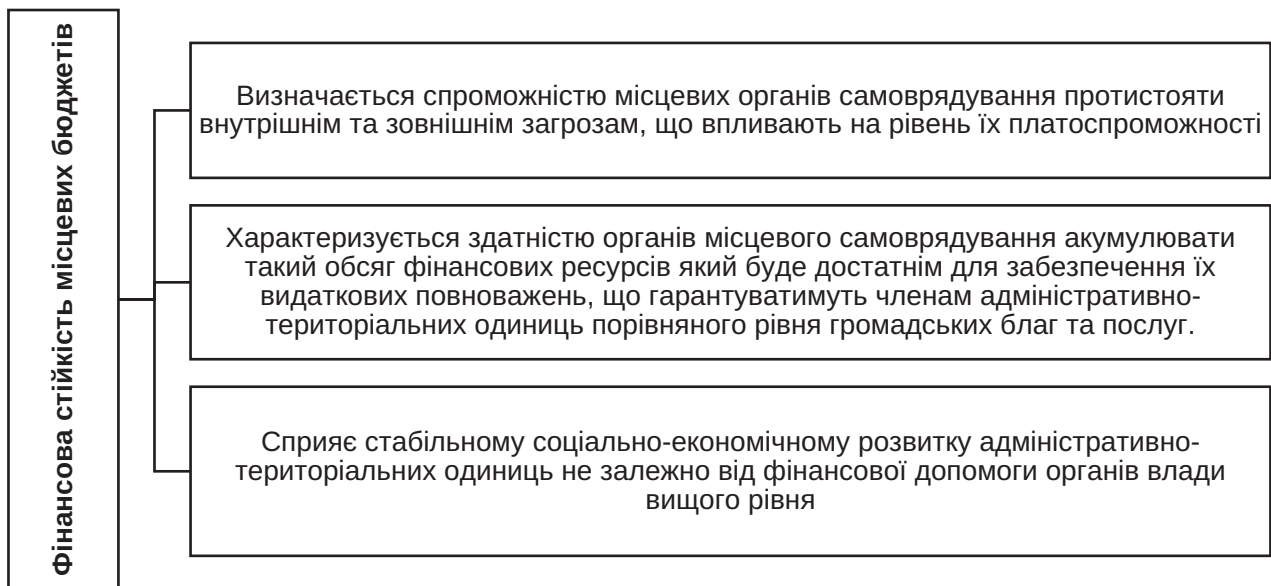 Фінансова стійкість місцевих бюджетів
Визначається спроможністю місцевих органів самоврядування протистояти
внутрішнім та зовнішнім загрозам, що впливають на рівень їх платоспроможності
Характеризується здатністю органів місцевого самоврядування акумулювати
такий обсяг фінансових ресурсів який буде достатнім для забезпечення їх
видаткових повноважень, що гарантуватимуть членам адміністративно-
територіальних одиниць порівняного рівня громадських благ та послуг.
Сприяє стабільному соціально-економічному розвитку адміністративно-
територіальних одиниць не залежно від фінансової допомоги органів влади
вищого рівня